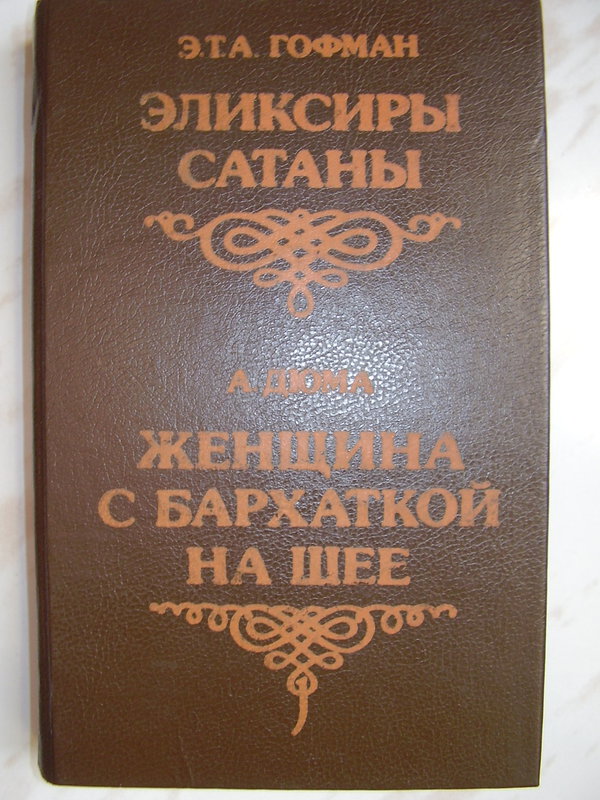 Э.Т.А. ГОФМАН
ЭЛИКСИРЫ
САТАНЫ
А. ДЮМА
ЖЕНЩИНА
С БАРХАТКОЙ
НА ШЕЕ